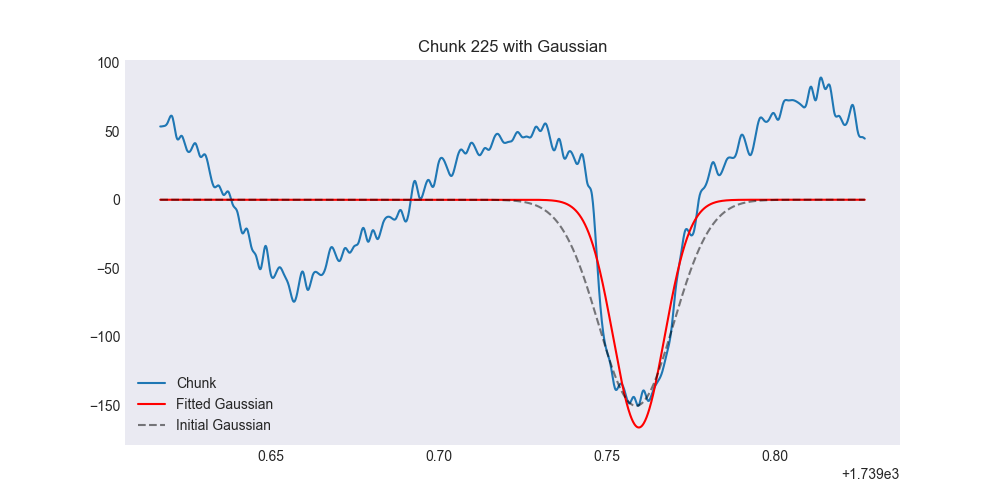 Chunk 225 with Gaussian
100
50
0
−50
−100
−150
Chunk
Fitted Gaussian
Initial Gaussian
0.65 0.70 0.75 0.80
+1.739e3